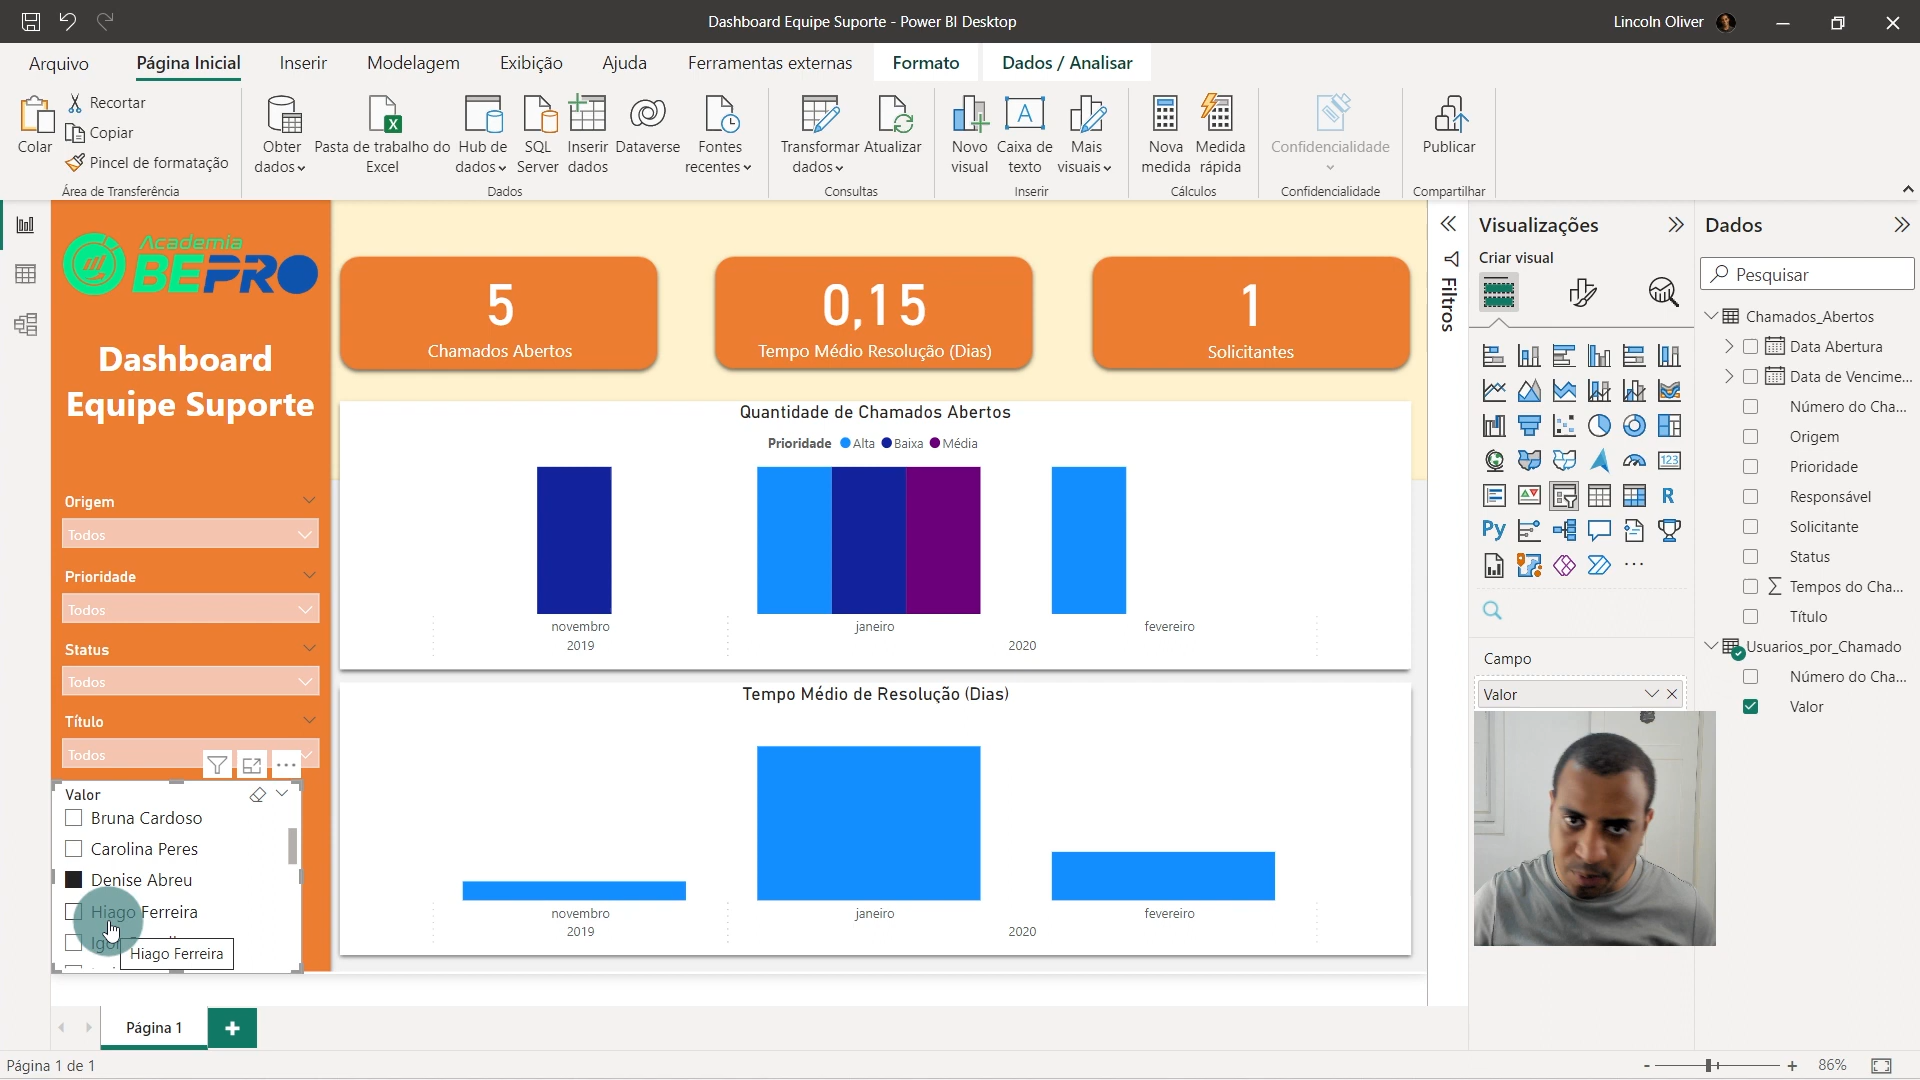 Dashboard Equipe Suporte - Power BI Desktop
Lincoln Oliver
Arquivo
Página Inicial
Inserir
Modelagem
Exibição
Ajuda
Ferramentas externas
Formato
Dados / Analisar
Colar
Recortar
Copiar
Pincel de formatação
Área de Transferência
Obter dados
Pasta de trabalho do Excel
Hub de dados
SQL Server
Inserir dados
Dataverse
Fontes recentes
Dados
Transformar dados
Atualizar
Consultas
Novo visual
Caixa de texto
Mais visuais
Inserir
Nova medida
Medida rápida
Cálculos
Confidencialidade
Confidencialidade
Publicar
Compartilhar
Academia
BEPRO
Dashboard
Equipe Suporte
Origem
Todos
Prioridade
Todos
Status
Todos
Título
Todos
Valor
Bruna Cardoso
Carolina Peres
Denise Abreu
Hiago Ferreira
Hiago Ferreira
5
Chamados Abertos
0,15
Tempo Médio Resolução (Dias)
1
Solicitantes
Quantidade de Chamados Abertos
Prioridade Alta Baixa Média
novembro
janeiro
fevereiro
2019
2020
Tempo Médio de Resolução (Dias)
novembro
janeiro
fevereiro
2019
2020
Filtros
Visualizações
Criar visual
123
R
Py
Campo
Valor
Dados
Pesquisar
Chamados_Abertos
Data Abertura
Data de Vencime...
Número do Cha...
Origem
Prioridade
Responsável
Solicitante
Status
Tempos do Cha...
Título
Usuarios_por_Chamado
Número do Cha...
Valor
Página 1
Página 1 de 1
86%